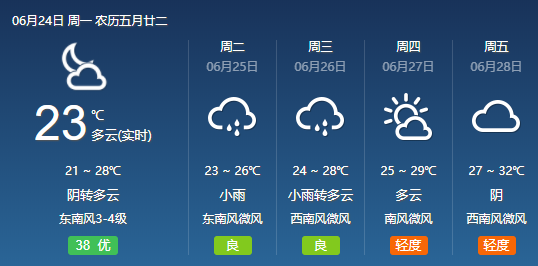 06月24日 周一 农历五月廿二
23
℃
多云(实时)
21 ~ 28℃
阴转多云
东南风3-4级
38 优
周二
06月25日
23 ~ 26℃
小雨
东南风微风
良
周三
06月26日
24 ~ 28℃
小雨转多云
西南风微风
良
周四
06月27日
25 ~ 29℃
多云
南风微风
轻度
周五
06月28日
27 ~ 32℃
阴
西南风微风
轻度